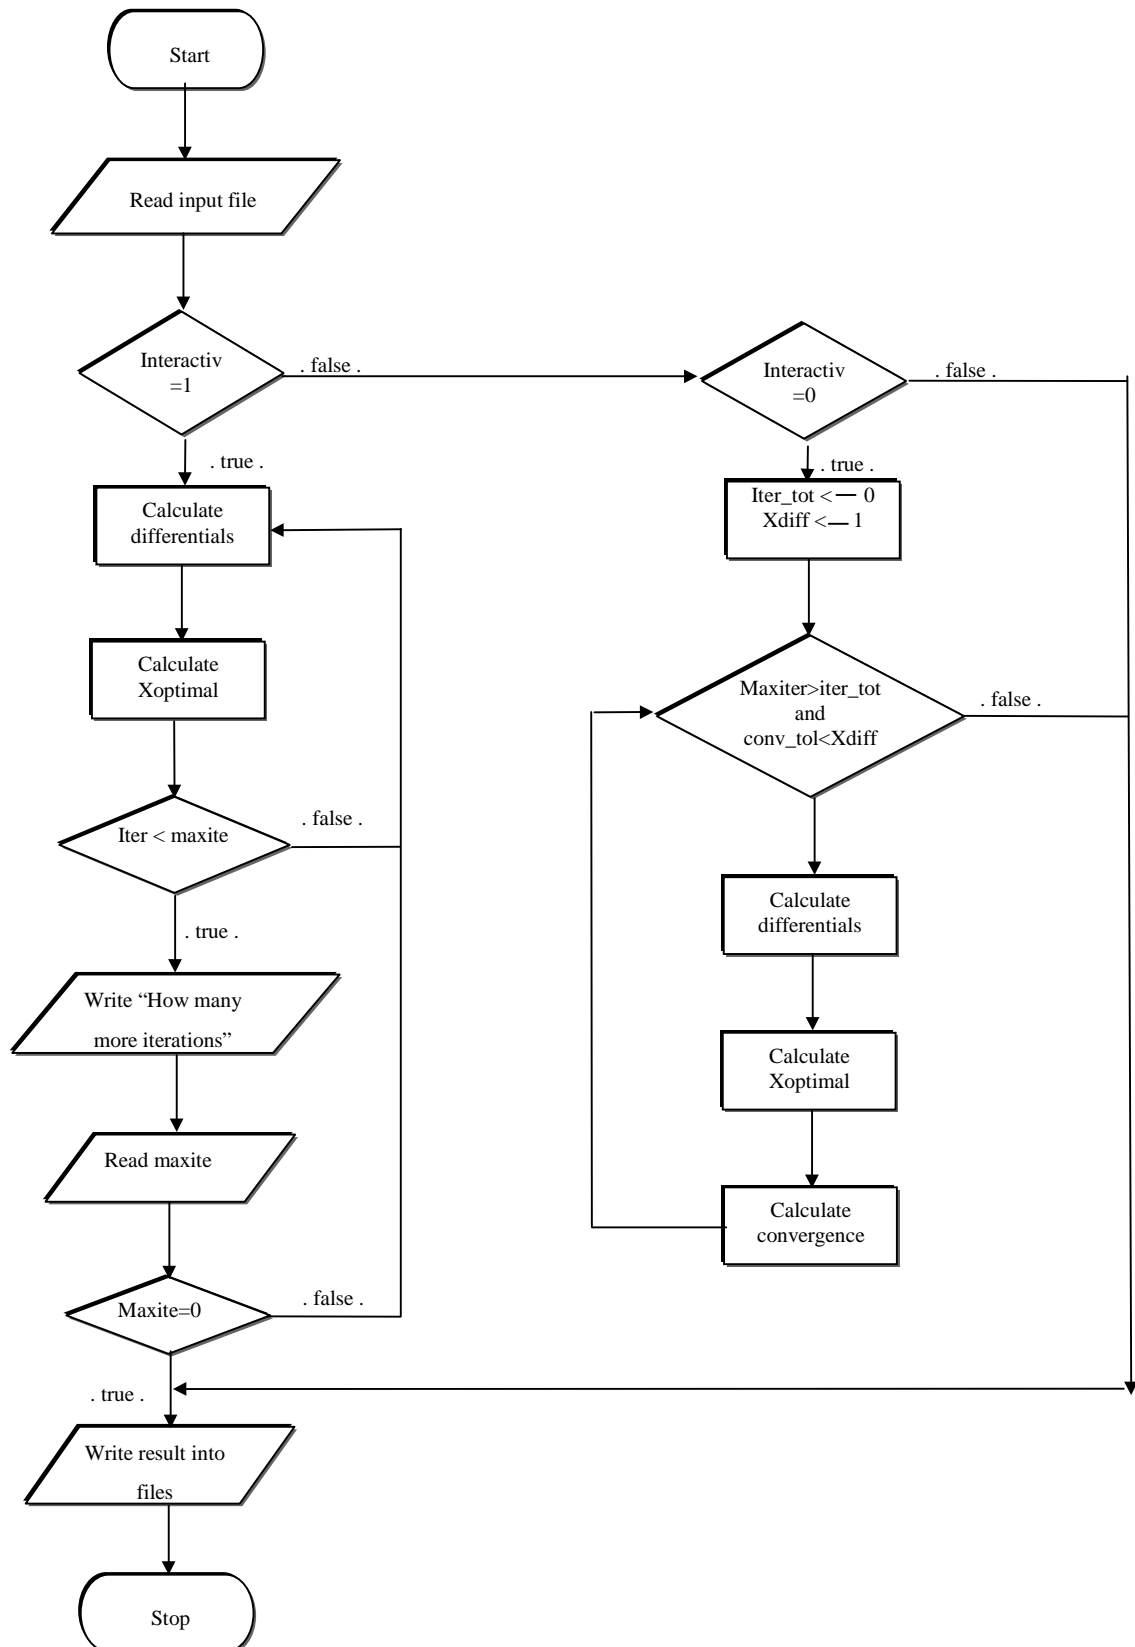 Start
Read input file
Interactiv
=1
. false .
Interactiv
=0
. false .
. true .
. true .
Calculate
differentials
Iter_tot <— 0
Xdiff <— 1
Calculate
Xoptimal
Maxiter>iter_tot
and
conv_tol<Xdiff
. false .
Iter < maxite
. false .
. true .
Calculate
differentials
Write “How many
more iterations”
Calculate
Xoptimal
Read maxite
Calculate
convergence
Maxite=0
. false .
. true .
Write result into
files
Stop